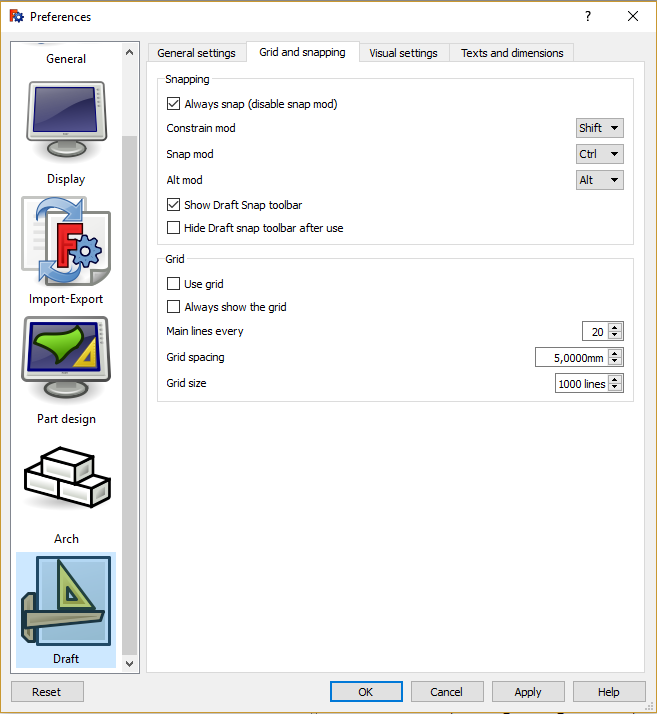 Preferences
General
Display
Import-Export
Part design
Arch
Draft
General settings
Grid and snapping
Visual settings
Texts and dimensions
Snapping
Always snap (disable snap mod)
Constrain mod Shift
Snap mod Ctrl
Alt mod Alt
Show Draft Snap toolbar
Hide Draft snap toolbar after use
Grid
Use grid
Always show the grid
Main lines every 20
Grid spacing 5,0000mm
Grid size 1000 lines
Reset OK Cancel Apply Help